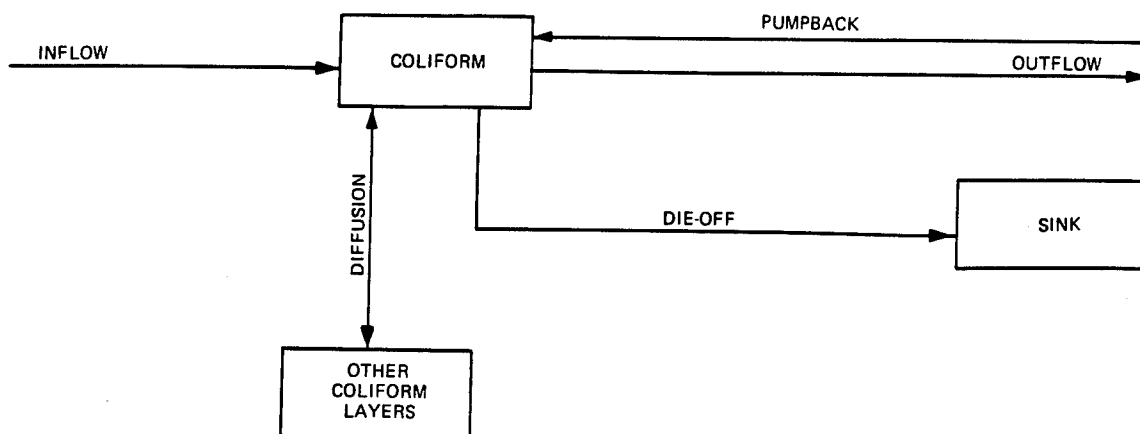 PUMPBACK
INFLOW
COLIFORM
OUTFLOW
DIFFUSION
DIE-OFF
SINK
OTHER
COLIFORM
LAYERS